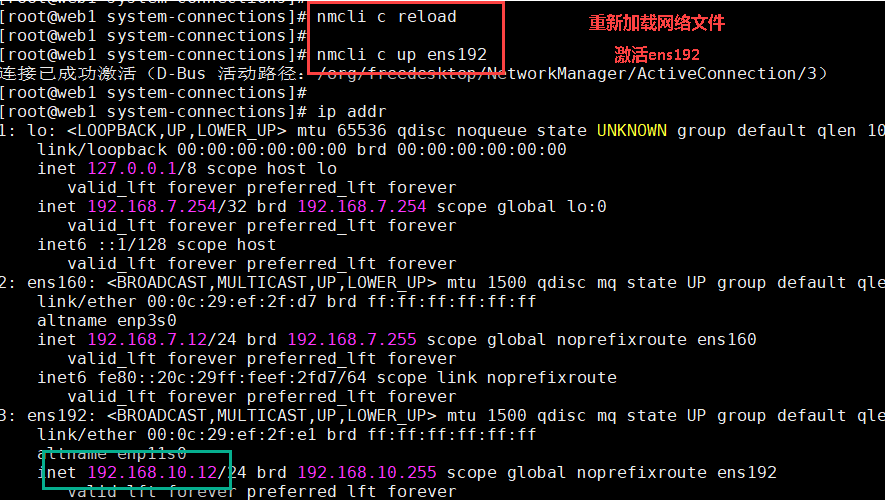 [root@web1 system-connections]# nmcli c reload
重新加载网络文件
[root@web1 system-connections]#
[root@web1 system-connections]# nmcli c up ens192
激活ens192
连接已成功激活（D-Bus 活动路径：/org/freedesktop/NetworkManager/ActiveConnection/3）
[root@web1 system-connections]#
[root@web1 system-connections]# ip addr
1: lo: <LOOPBACK,UP,LOWER_UP> mtu 65536 qdisc noqueue state UNKNOWN group default qlen 10
link/loopback 00:00:00:00:00:00 brd 00:00:00:00:00:00
inet 127.0.0.1/8 scope host lo
valid_lft forever preferred_lft forever
inet 192.168.7.254/32 brd 192.168.7.254 scope global lo:0
valid_lft forever preferred_lft forever
inet6 ::1/128 scope host
valid_lft forever preferred_lft forever
2: ens160: <BROADCAST,MULTICAST,UP,LOWER_UP> mtu 1500 qdisc mq state UP group default qle
link/ether 00:0c:29:ef:2f:d7 brd ff:ff:ff:ff:ff:ff
altname enp3s0
inet 192.168.7.12/24 brd 192.168.7.255 scope global noprefixroute ens160
valid_lft forever preferred_lft forever
inet6 fe80::20c:29ff:feef:2fd7/64 scope link noprefixroute
valid_lft forever preferred_lft forever
3: ens192: <BROADCAST,MULTICAST,UP,LOWER_UP> mtu 1500 qdisc mq state UP group default qle
link/ether 00:0c:29:ef:2f:e1 brd ff:ff:ff:ff:ff:ff
altname enp11s0
inet 192.168.10.12/24 brd 192.168.10.255 scope global noprefixroute ens192
valid_lft forever preferred_lft forever